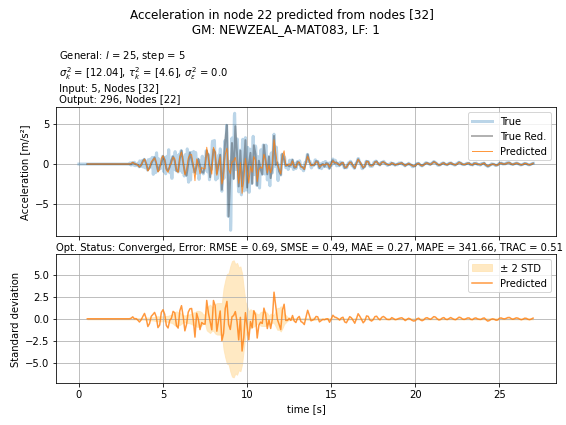 Acceleration in node 22 predicted from nodes [32]
GM: NEWZEAL_A-MAT083, LF: 1
General: l = 25, step = 5
σ²ₖ = [12.04], τ²ₖ = [4.6], σ²ε = 0.0
Input: 5, Nodes [32]
Output: 296, Nodes [22]
Acceleration [m/s²]
5
0
−5
True
True Red.
Predicted
Opt. Status: Converged, Error: RMSE = 0.69, SMSE = 0.49, MAE = 0.27, MAPE = 341.66, TRAC = 0.51
Standard deviation
5.0
2.5
0.0
−2.5
−5.0
± 2 STD
Predicted
0 5 10 15 20 25
time [s]